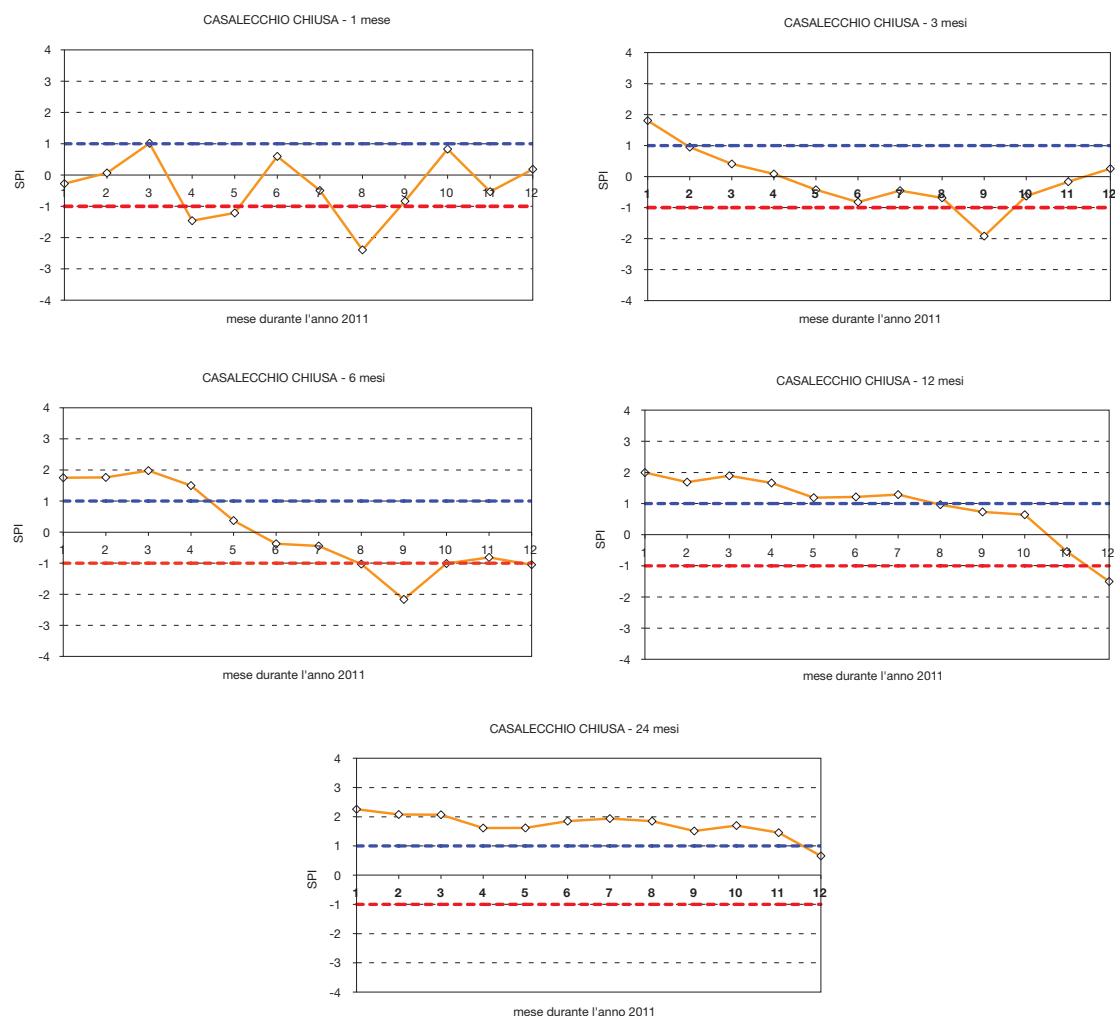 CASALECCHIO CHIUSA - 1 mese
4
3
2
1
0
-1
-2
-3
-4
SPI
1 2 3 4 5 6 7 8 9 10 11 12
mese durante l'anno 2011
CASALECCHIO CHIUSA - 3 mesi
4
3
2
1
0
-1
-2
-3
-4
SPI
1 2 3 4 5 6 7 8 9 10 11 12
mese durante l'anno 2011
CASALECCHIO CHIUSA - 6 mesi
4
3
2
1
0
-1
-2
-3
-4
SPI
1 2 3 4 5 6 7 8 9 10 11 12
mese durante l'anno 2011
CASALECCHIO CHIUSA - 12 mesi
4
3
2
1
0
-1
-2
-3
-4
SPI
1 2 3 4 5 6 7 8 9 10 11 12
mese durante l'anno 2011
CASALECCHIO CHIUSA - 24 mesi
4
3
2
1
0
-1
-2
-3
-4
SPI
1 2 3 4 5 6 7 8 9 10 11 12
mese durante l'anno 2011